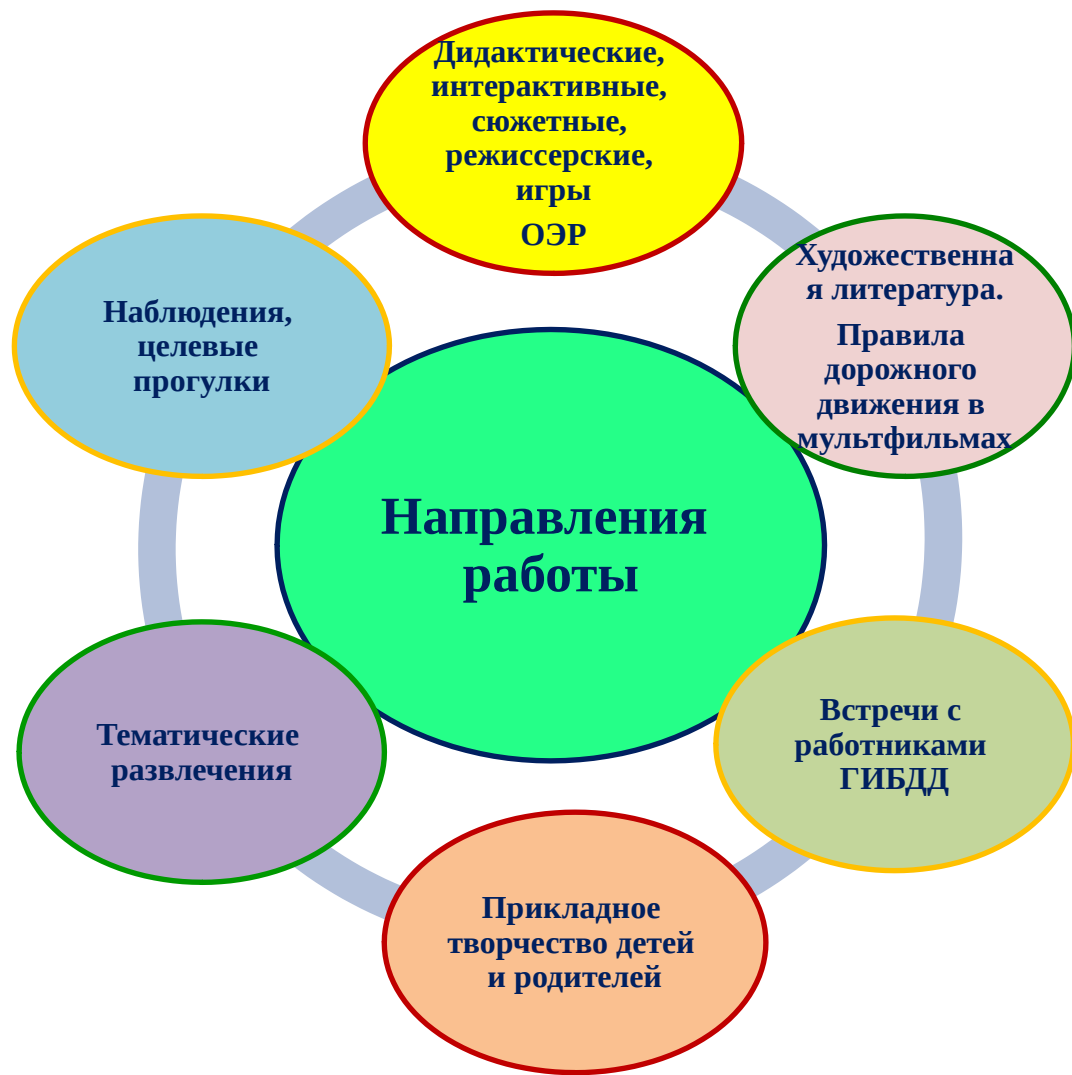 Дидактические,
интерактивные,
сюжетные,
режиссерские,
игры
ОЭР
Художественна
я литература.
Правила
дорожного
движения в
мультфильмах
Наблюдения,
целевые
прогулки
Направления
работы
Встречи с
работниками
ГИБДД
Тематические
развлечения
Прикладное
творчество детей
и родителей